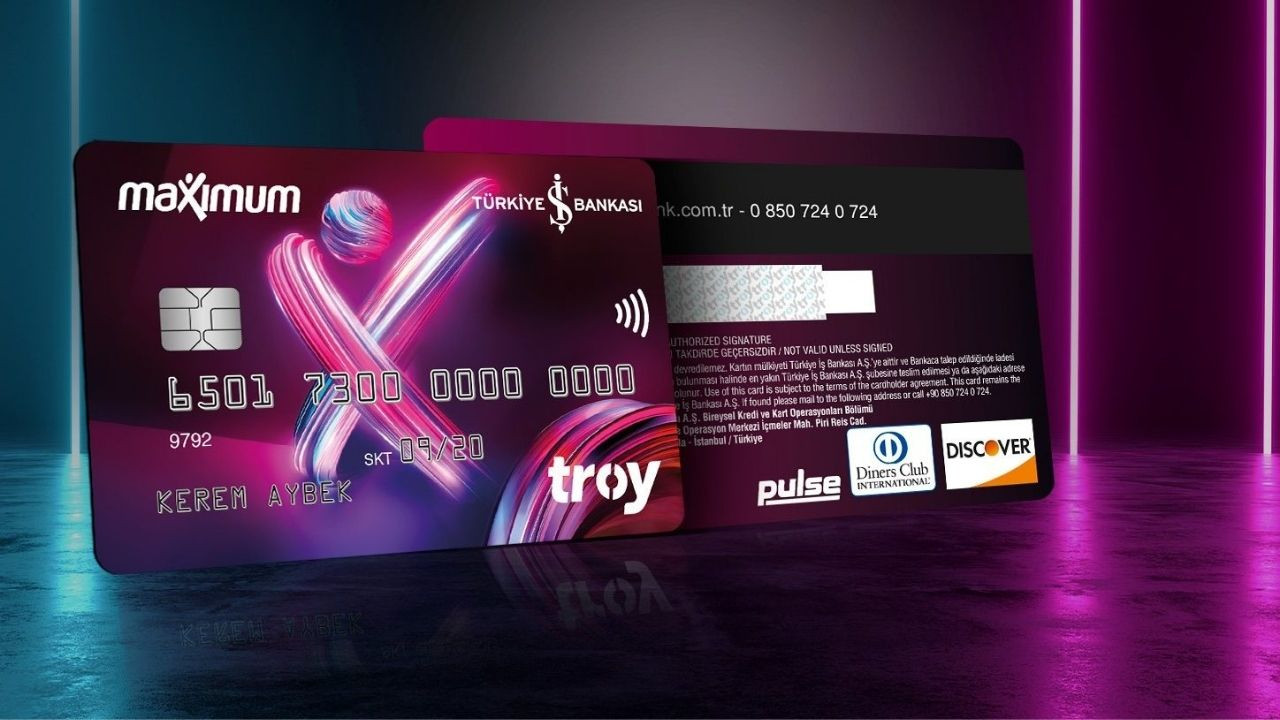 maximum
TÜRKİYE İŞ BANKASI
6501 7300 0000 0000
9792
SKT 09/20
KEREM AYBEK
troy
nk.com.tr - 0 850 724 0 724
AUTHORIZED SIGNATURE
TAKDİRDE GEÇERSİZDİR / NOT VALID UNLESS SIGNED
devredilemez. Kartın mülkiyeti Türkiye İş Bankası A.Ş.'ye aittir ve Bankaca talep edildiğinde iadesi
bulunması halinde en yakın Türkiye İş Bankası A.Ş. şubesine teslim edilmesi ya da aşağıdaki adrese
olunur. Use of this card is subject to the terms of the cardholder agreement. This card remains the
İş Bankası A.Ş. If found please mail to the following address or call +90 850 724 0 724.
A.Ş. Bireysel Kredi ve Kart Operasyonları Bölümü
Operasyon Merkezi İçmeler Mah. Piri Reis Cad.
la - İstanbul / Türkiye
pulse
Diners Club
INTERNATIONAL
DISCOVER